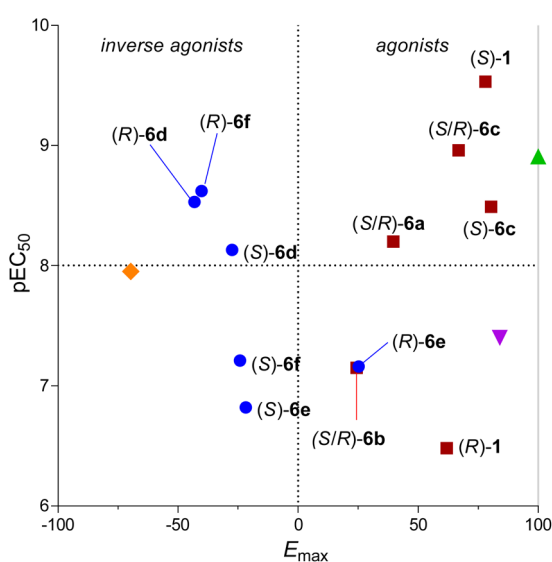 10
inverse agonists
agonists
(S)-1
(R)-6d
(R)-6f
(S/R)-6c
9
(S/R)-6a
(S)-6c
(S)-6d
8
pEC50
(R)-6e
(S)-6f
7
(S)-6e
(S/R)-6b
(R)-1
6
-100
-50
0
50
100
Emax